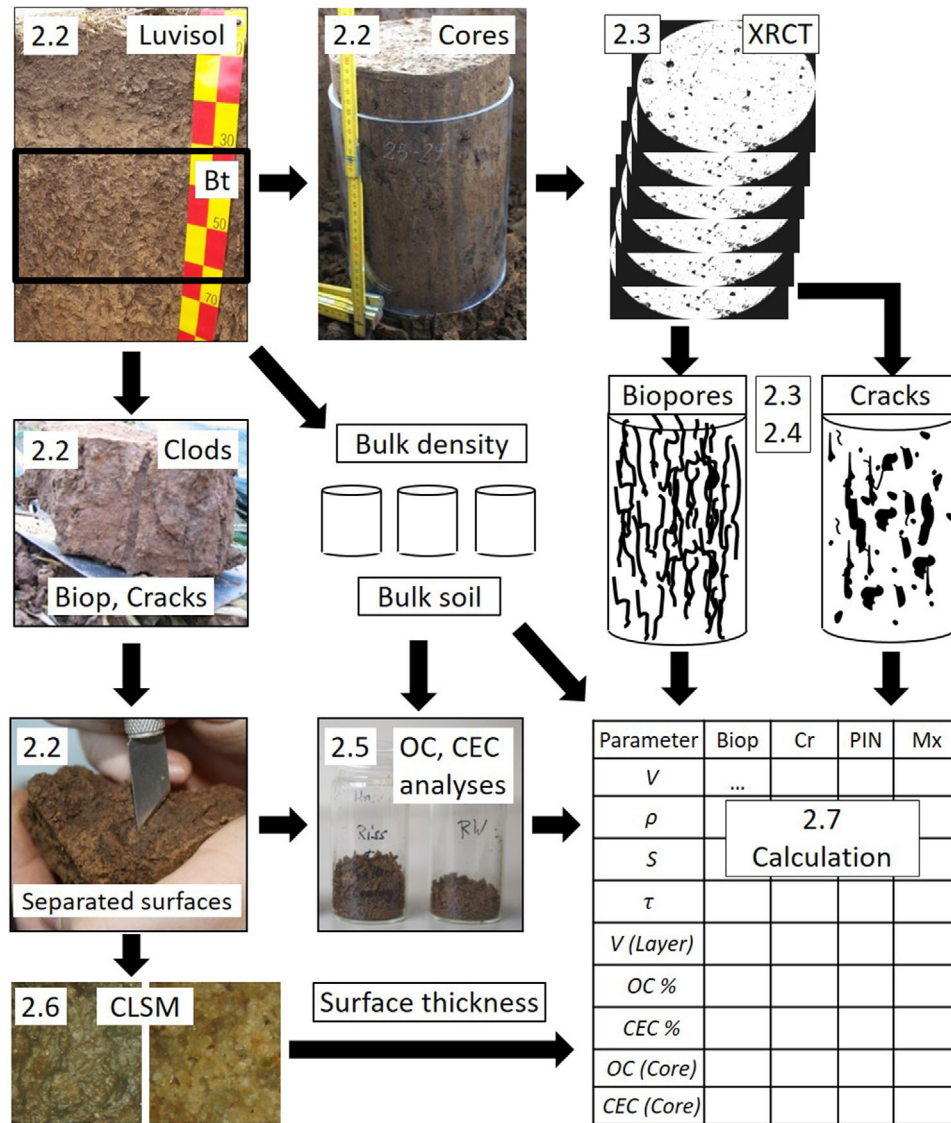 2.2
Luvisol
30
Bt
50
70
2.2
Cores
25-29
2.3
XRCT
Biopores
2.3
2.4
Cracks
2.2
Clods
Biop, Cracks
Bulk density
Bulk soil
2.2
Separated surfaces
2.5
OC, CEC
analyses
Riss
RW
2.6
CLSM
Surface thickness
Parameter Biop Cr PIN Mx
V ...
ρ
S
τ
V (Layer)
OC %
CEC %
OC (Core)
CEC (Core)
2.7
Calculation